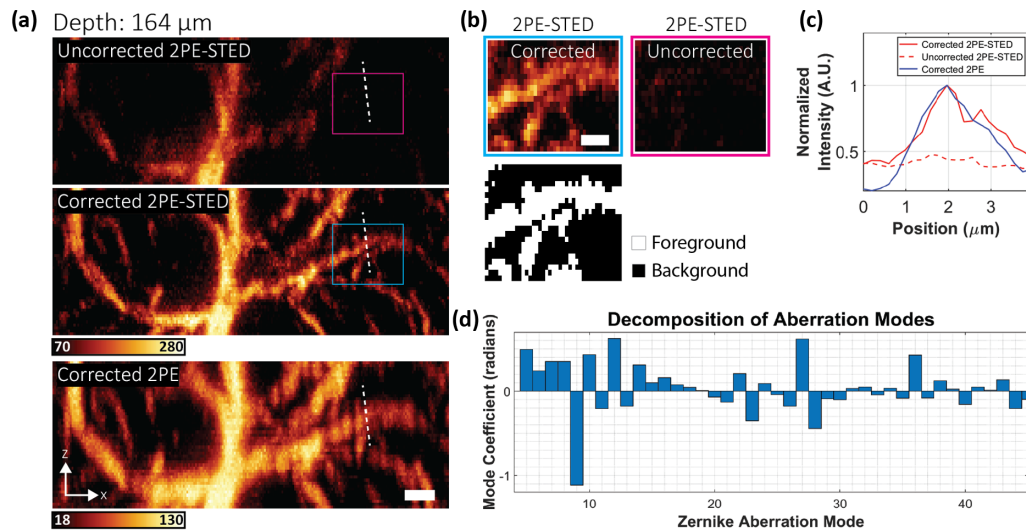 (a)
Depth: 164 μm
Uncorrected 2PE-STED
Corrected 2PE-STED
70
280
Corrected 2PE
z
x
18
130
(b)
2PE-STED
2PE-STED
Corrected
Uncorrected
Foreground
Background
(c)
Corrected 2PE-STED
Uncorrected 2PE-STED
Corrected 2PE
Normalized
Intensity (A.U.)
1
0.5
0
1
2
3
Position (μm)
(d)
Decomposition of Aberration Modes
Mode Coefficient (radians)
0
-1
10
20
30
40
Zernike Aberration Mode